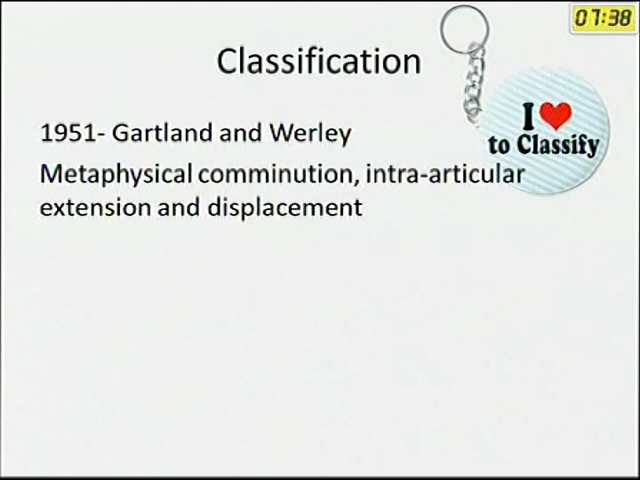 07:38
Classification
I ❤
to Classify
1951- Gartland and Werley
Metaphysical comminution, intra-articular
extension and displacement